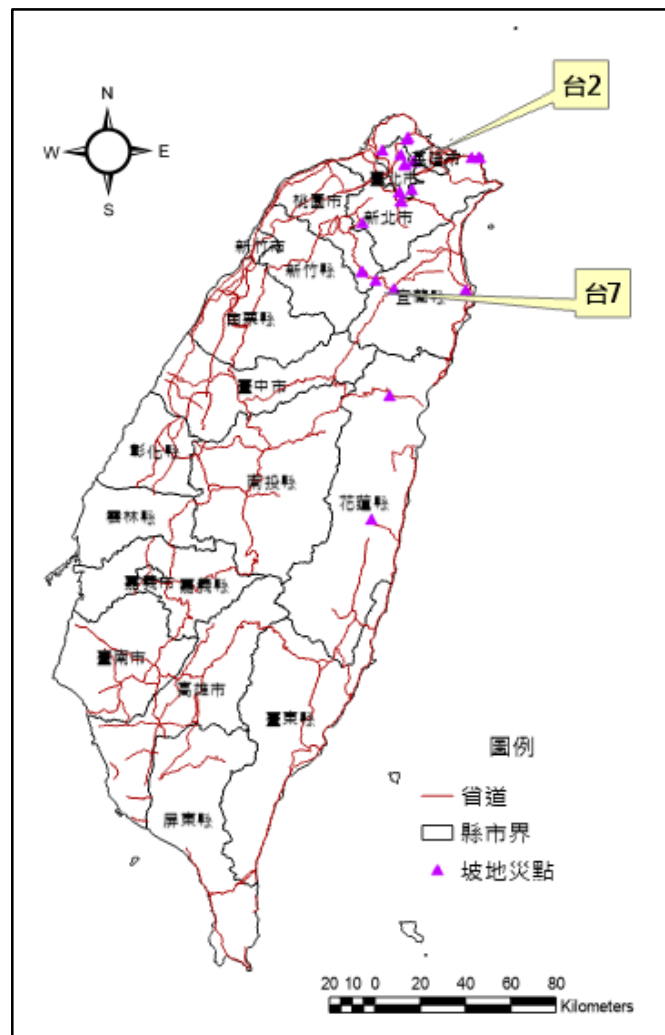 台2
N
W
E
S
基隆市
臺北市
桃園市
新北市
新竹市
新竹縣
台7
宜蘭縣
苗栗縣
臺中市
彰化縣
南投縣
花蓮縣
雲林縣
嘉義市
嘉義縣
臺南市
高雄市
臺東縣
圖例
省道
縣市界
屏東縣
坡地災點
20 10 0 20 40 60 80
Kilometers